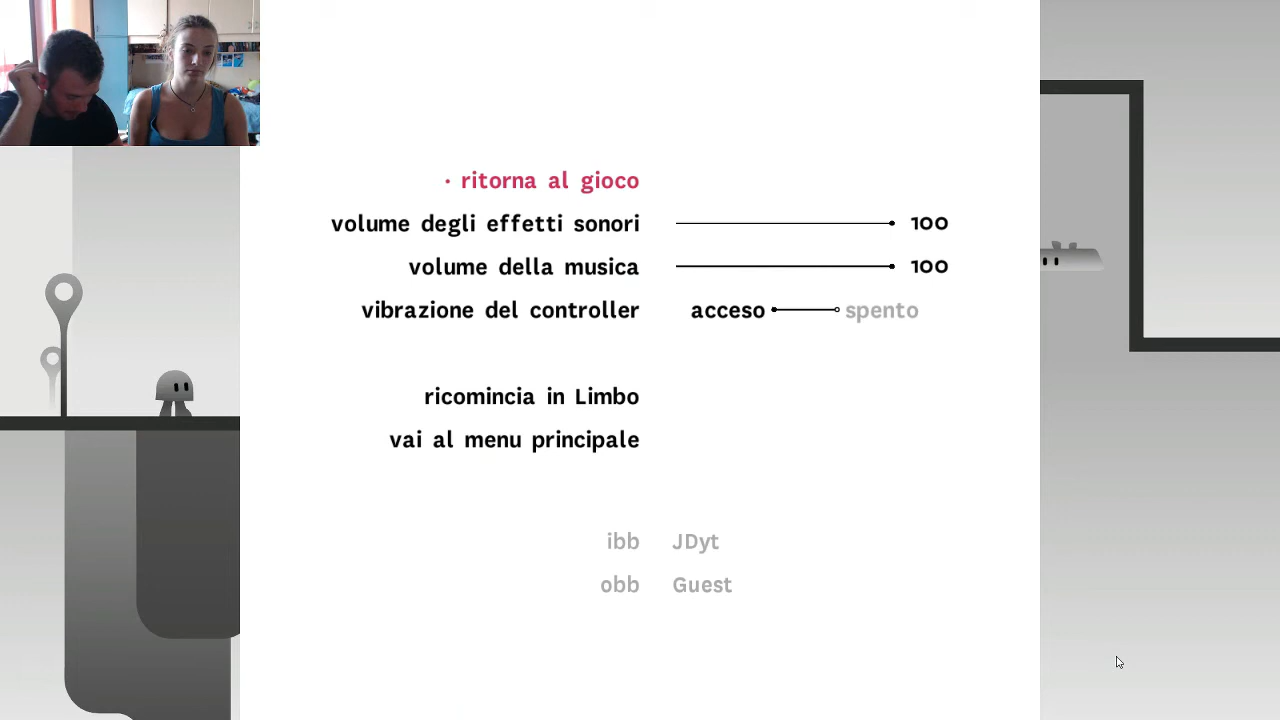 · ritorna al gioco
volume degli effetti sonori 100
volume della musica 100
vibrazione del controller acceso spento
ricomincia in Limbo
vai al menu principale
ibb JDyt
obb Guest